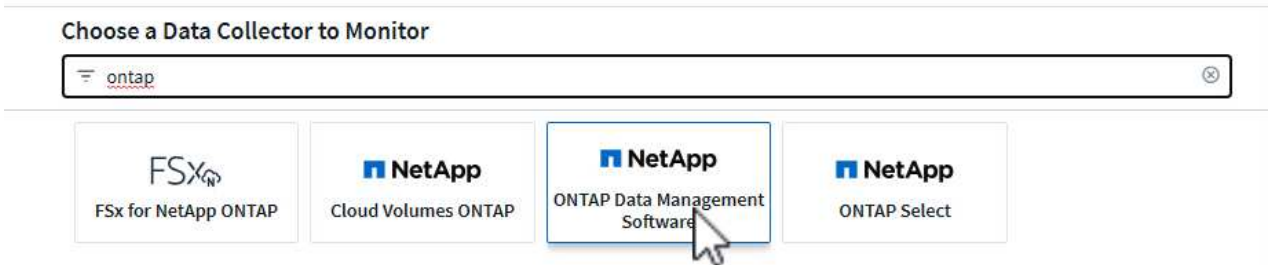 Choose a Data Collector to Monitor
ontap
FSx
N
FSx for NetApp ONTAP
NetApp
Cloud Volumes ONTAP
NetApp
ONTAP Data Management
Software
NetApp
ONTAP Select